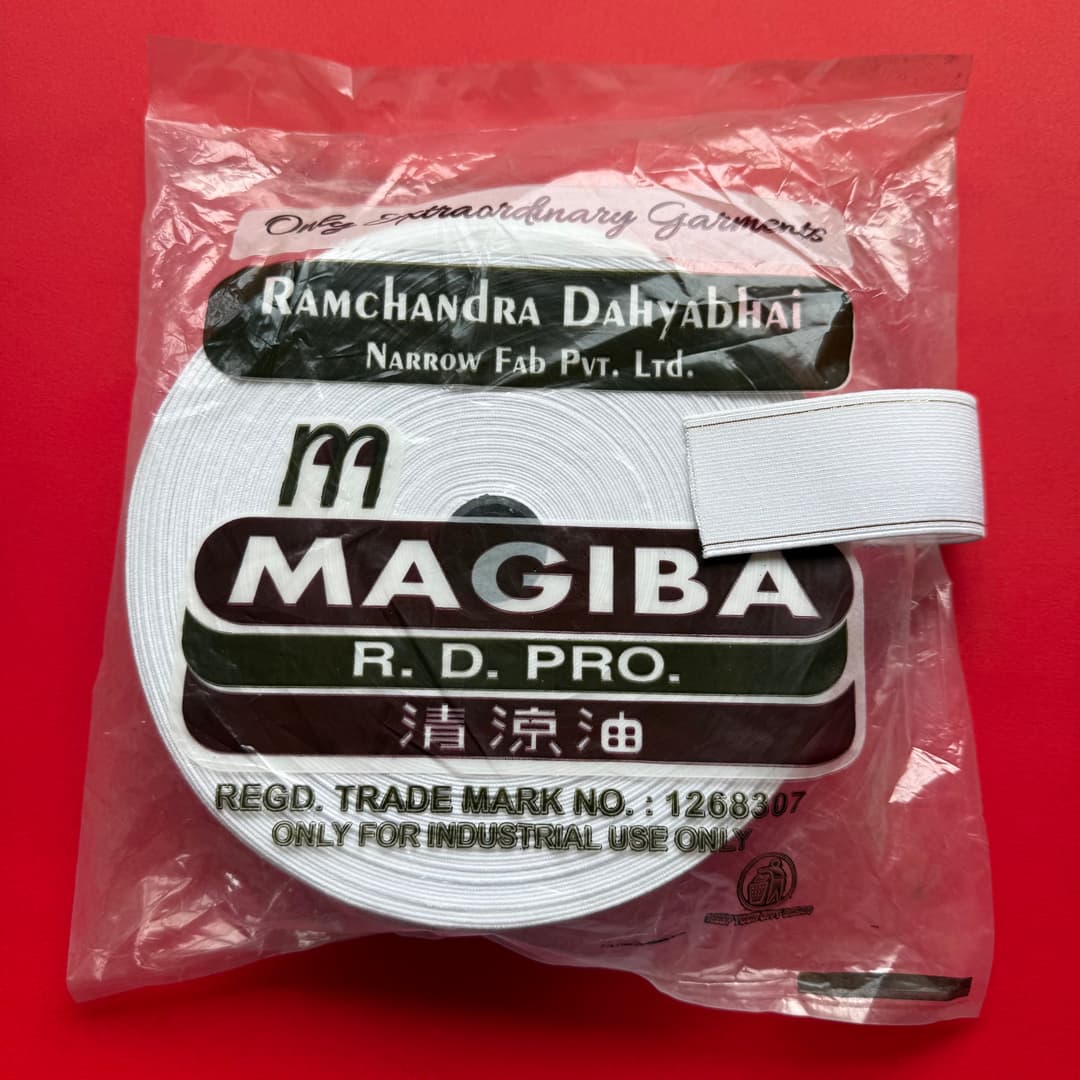 Only Extraordinary Garments
RAMCHANDRA DAHYABHAI
NARROW FAB PVT. LTD.
m
MAGIBA
R. D. PRO.
清涼油
REGD. TRADE MARK NO. : 1268307
ONLY FOR INDUSTRIAL USE ONLY